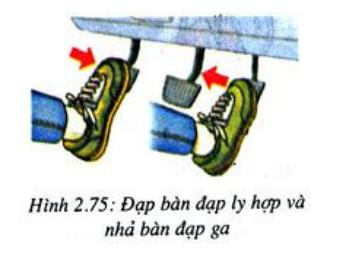 Hình 2.75: Đạp bàn đạp ly hợp và
nhả bàn đạp ga